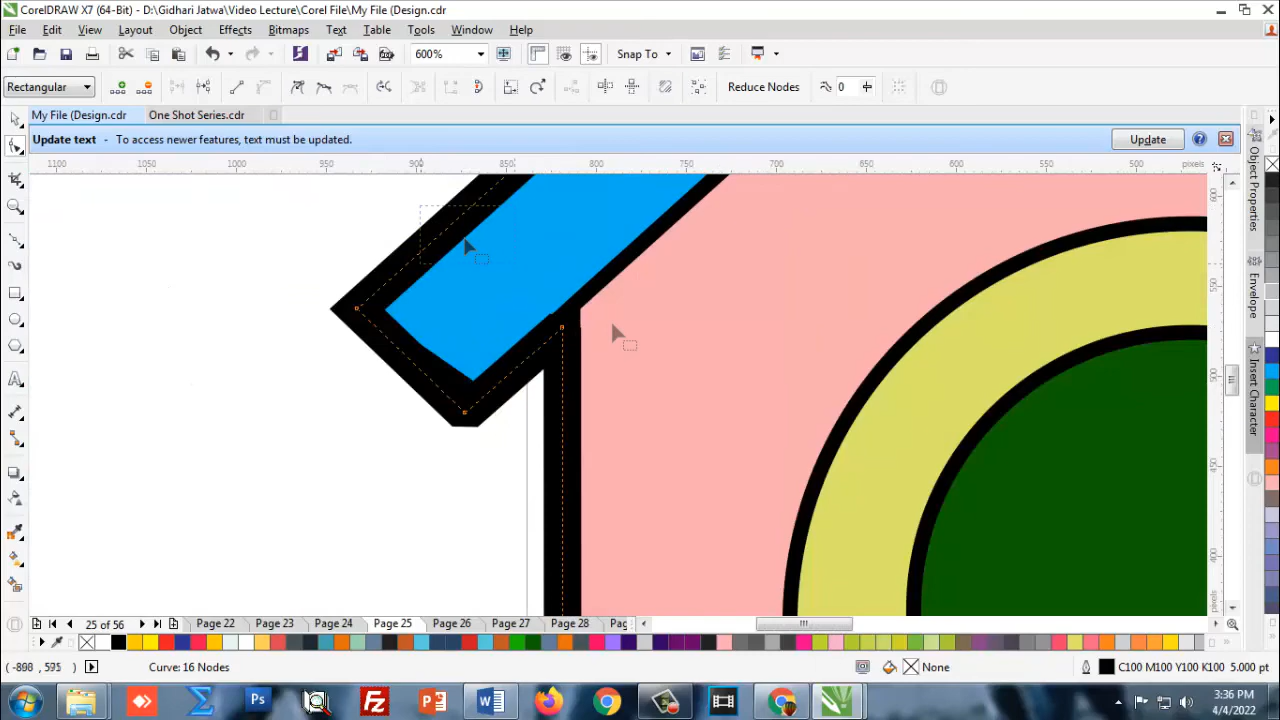 CorelDRAW X7 (64-Bit) - D:\Gidhari Jatwa\Video Lecture\Corel File\My File (Design.cdr
File Edit View Layout Object Effects Bitmaps Text Table Tools Window Help
600% Snap To
Rectangular Reduce Nodes 0
My File (Design.cdr One Shot Series.cdr
Update text - To access newer features, text must be updated. Update
1100 1050 1000 950 900 850 800 750 700 650 600 550 500 pixels
Object Properties
Envelope
Insert Character
25 of 56 Page 22 Page 23 Page 24 Page 25 Page 26 Page 27 Page 28 Pag
Curve: 16 Nodes None C100 M100 Y100 K100 5.000 pt
3:36 PM
4/4/2022